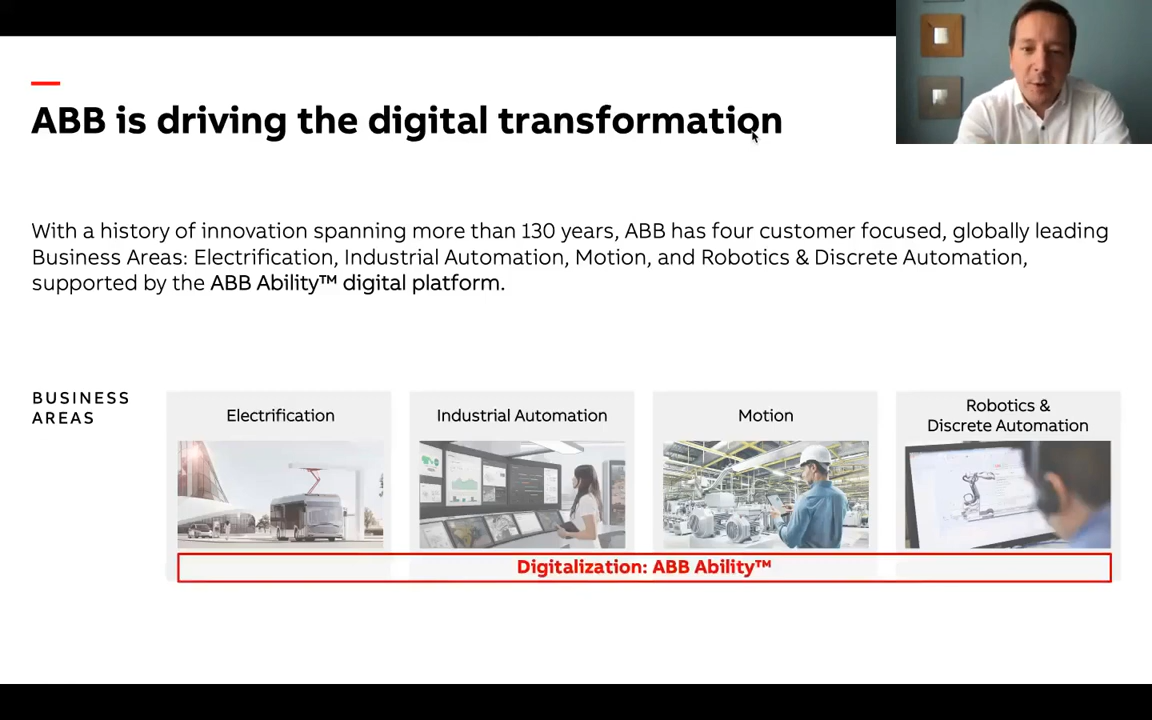 ABB is driving the digital transformation
With a history of innovation spanning more than 130 years, ABB has four customer focused, globally leading
Business Areas: Electrification, Industrial Automation, Motion, and Robotics & Discrete Automation,
supported by the ABB Ability™ digital platform.
BUSINESS
AREAS
Electrification
Industrial Automation
Motion
Robotics &
Discrete Automation
Digitalization: ABB Ability™